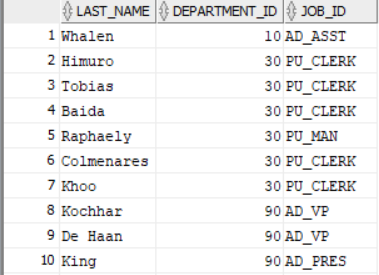 LAST_NAME DEPARTMENT_ID JOB_ID
1 Whalen 10 AD_ASST
2 Himuro 30 PU_CLERK
3 Tobias 30 PU_CLERK
4 Baida 30 PU_CLERK
5 Raphaely 30 PU_MAN
6 Colmenares 30 PU_CLERK
7 Khoo 30 PU_CLERK
8 Kochhar 90 AD_VP
9 De Haan 90 AD_VP
10 King 90 AD_PRES